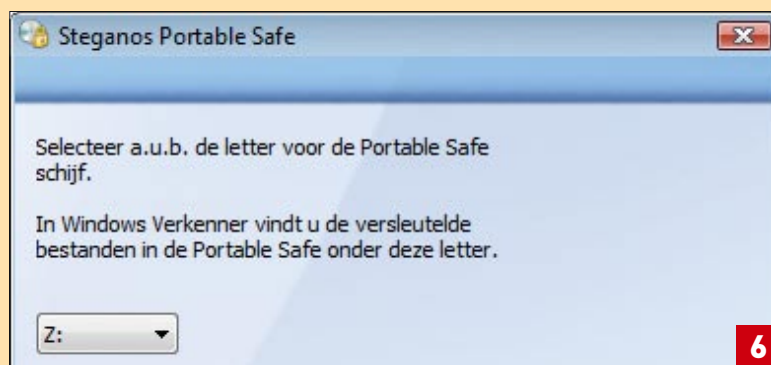 Steganos Portable Safe
Selecteer a.u.b. de letter voor de Portable Safe
schijf.
In Windows Verkenner vindt u de versleutelde
bestanden in de Portable Safe onder deze letter.
Z:
6